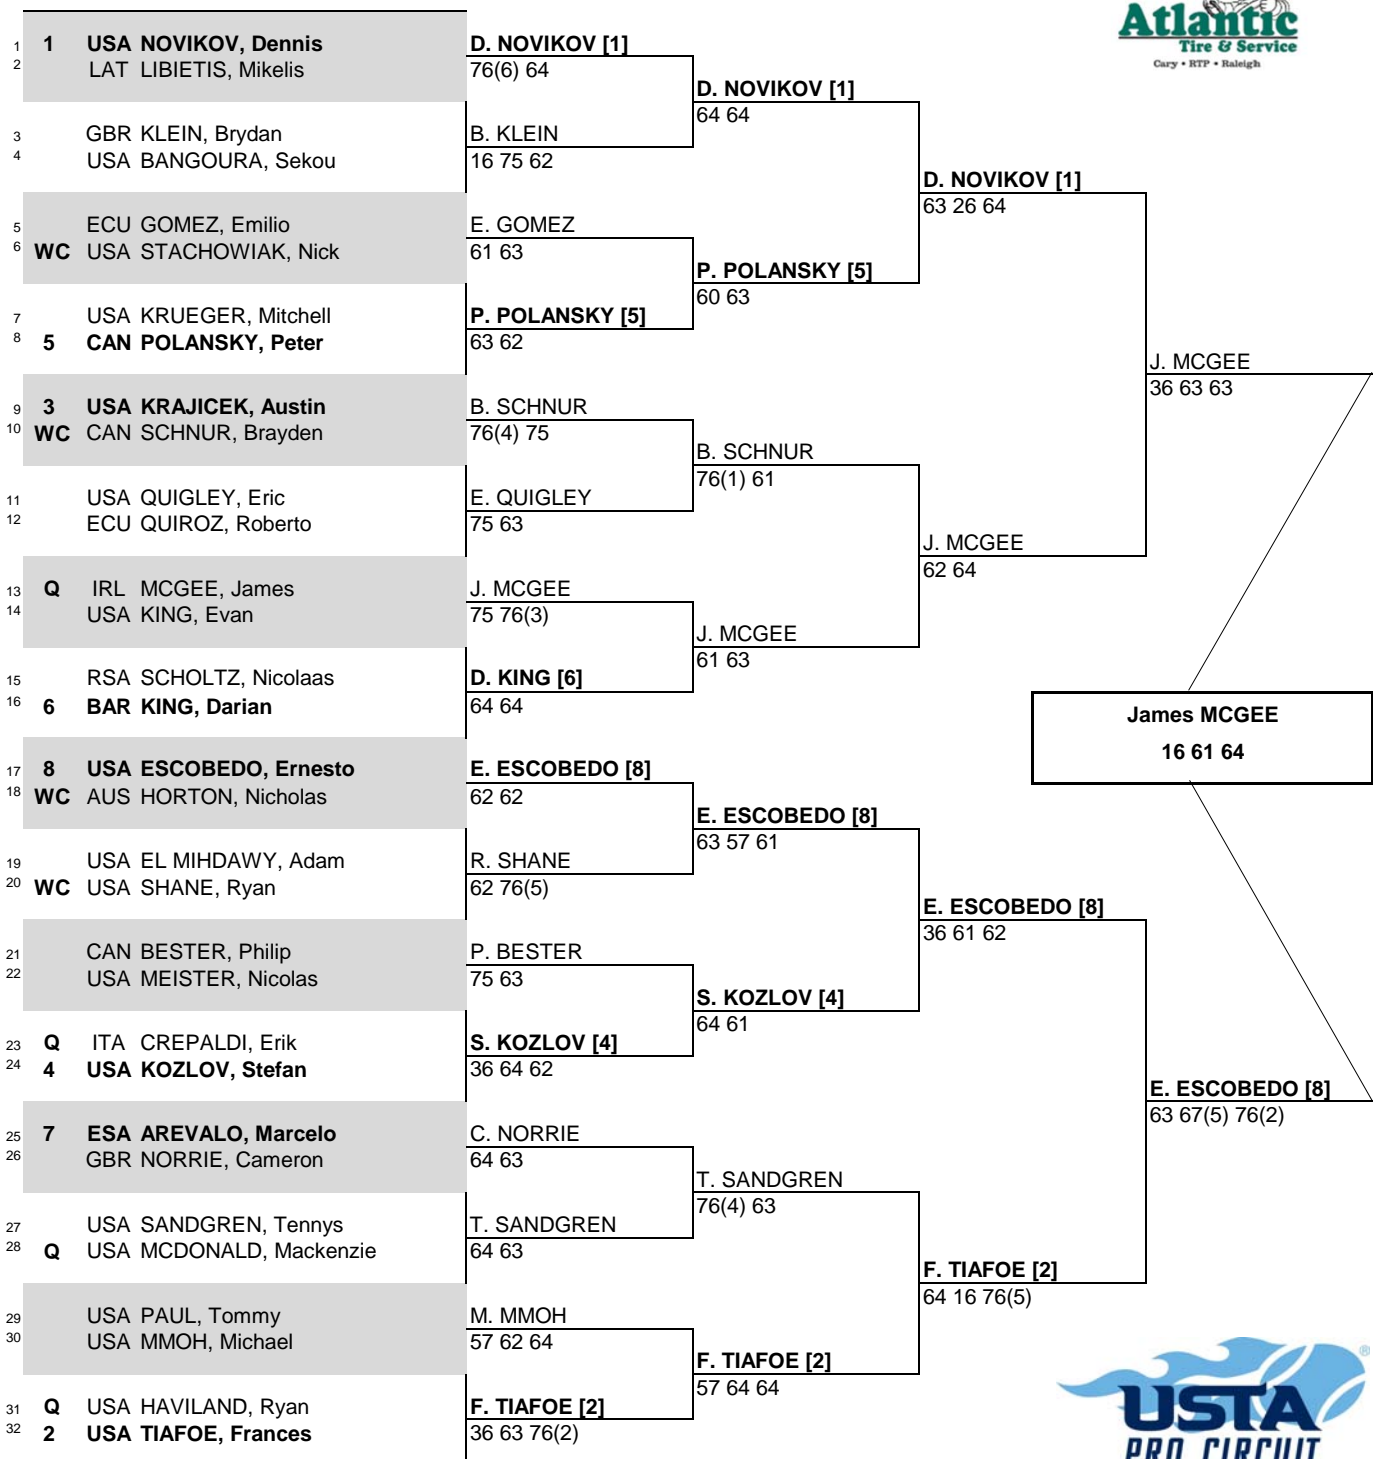 Atlantic
Tire & Service
Cary • RTP • Raleigh
1 1 USA NOVIKOV, Dennis
2 LAT LIBIETIS, Mikelis
3 GBR KLEIN, Brydan
4 USA BANGOURA, Sekou
5 ECU GOMEZ, Emilio
6 WC USA STACHOWIAK, Nick
7 USA KRUEGER, Mitchell
8 5 CAN POLANSKY, Peter
9 3 USA KRAJICEK, Austin
10 WC CAN SCHNUR, Brayden
11 USA QUIGLEY, Eric
12 ECU QUIROZ, Roberto
13 Q IRL MCGEE, James
14 USA KING, Evan
15 RSA SCHOLTZ, Nicolaas
16 6 BAR KING, Darian
17 8 USA ESCOBEDO, Ernesto
18 WC AUS HORTON, Nicholas
19 USA EL MIHDAWY, Adam
20 WC USA SHANE, Ryan
21 CAN BESTER, Philip
22 USA MEISTER, Nicolas
23 Q ITA CREPALDI, Erik
24 4 USA KOZLOV, Stefan
25 7 ESA AREVALO, Marcelo
26 GBR NORRIE, Cameron
27 USA SANDGREN, Tennys
28 Q USA MCDONALD, Mackenzie
29 USA PAUL, Tommy
30 USA MMOH, Michael
31 Q USA HAVILAND, Ryan
32 2 USA TIAFOE, Frances
D. NOVIKOV [1]
76(6) 64
B. KLEIN
16 75 62
E. GOMEZ
61 63
P. POLANSKY [5]
63 62
B. SCHNUR
76(4) 75
E. QUIGLEY
75 63
J. MCGEE
75 76(3)
D. KING [6]
64 64
E. ESCOBEDO [8]
62 62
R. SHANE
62 76(5)
P. BESTER
75 63
S. KOZLOV [4]
36 64 62
C. NORRIE
64 63
T. SANDGREN
64 63
M. MMOH
57 62 64
F. TIAFOE [2]
36 63 76(2)
D. NOVIKOV [1]
64 64
P. POLANSKY [5]
60 63
B. SCHNUR
76(1) 61
J. MCGEE
61 63
E. ESCOBEDO [8]
63 57 61
S. KOZLOV [4]
64 61
T. SANDGREN
76(4) 63
F. TIAFOE [2]
57 64 64
D. NOVIKOV [1]
63 26 64
J. MCGEE
62 64
E. ESCOBEDO [8]
36 61 62
F. TIAFOE [2]
64 16 76(5)
J. MCGEE
36 63 63
E. ESCOBEDO [8]
63 67(5) 76(2)
James MCGEE
16 61 64
USTA
PRO CIRCUIT
®